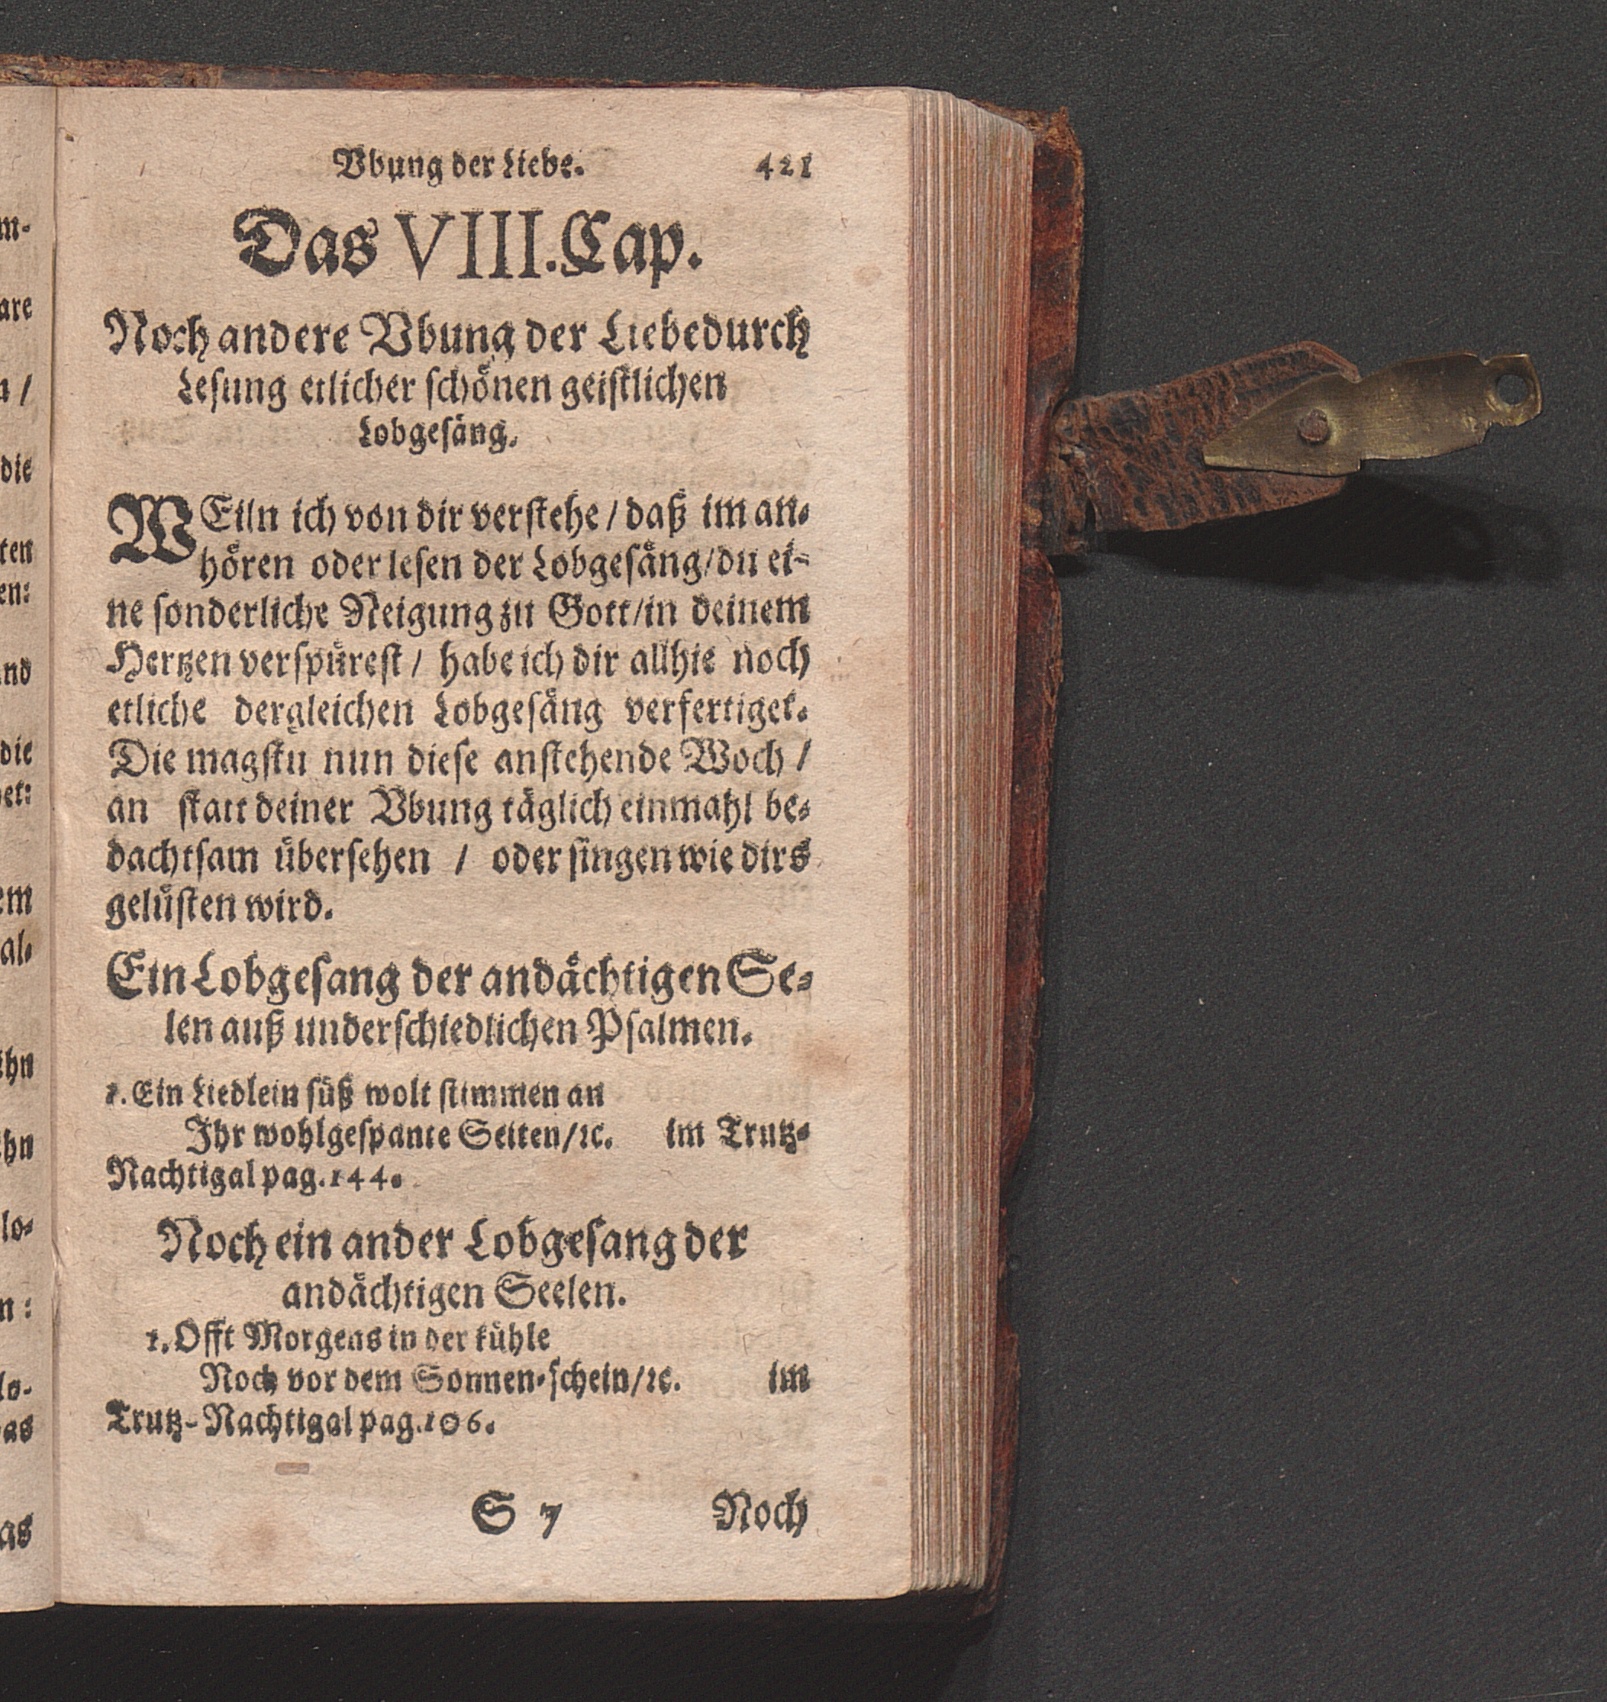 Vbung der Liebe. 421
Das VIII. Cap.
Noch andere Vbung der Liebe durch
Lesung etlicher schönen geistlichen
Lobgesäng.
WEiln ich von dir verstehe / daß im an-
hören oder lesen der Lobgesäng / du ei-
ne sonderliche Neigung zu Gott / in deinem
Hertzen verspürest / habe ich dir allhie noch
etliche dergleichen Lobgesäng verfertiget.
Die magstu nun diese anstehende Woch /
an statt deiner Vbung täglich einmahl be-
dachtsam übersehen / oder singen wie dirs
gelüsten wird.
Ein Lobgesang der andächtigen Se-
len auß underschiedlichen Psalmen.
1. Ein Liedlein süß wolt stimmen an
Ihr wohlgespante Seiten / ꝛc. im Trutz-
Nachtigal pag. 144.
Noch ein ander Lobgesang der
andächtigen Seelen.
1. Offt Morgens in der kühle
Noch vor dem Sonnen-schein / ꝛc. im
Trutz-Nachtigal pag. 106.
S 7 Noch